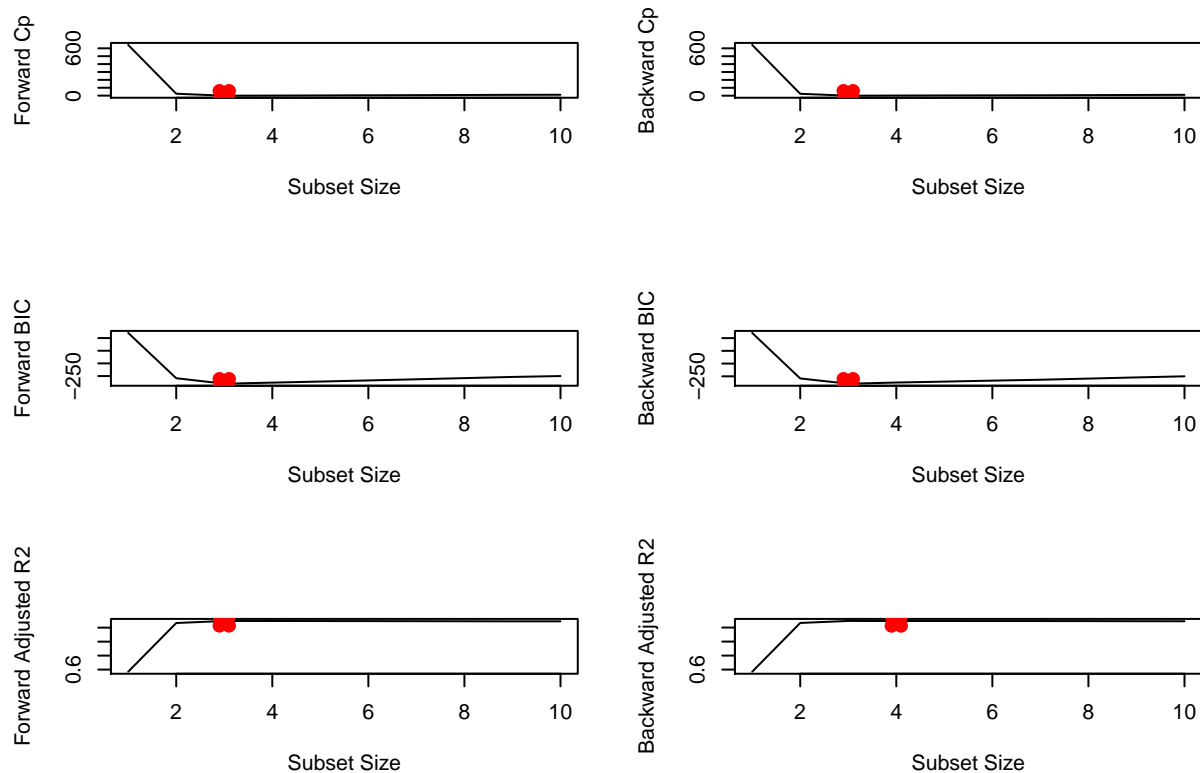 Forward Cp
600
0
2 4 6 8 10
Subset Size
Backward Cp
600
0
2 4 6 8 10
Subset Size
Forward BIC
−250
2 4 6 8 10
Subset Size
Backward BIC
−250
2 4 6 8 10
Subset Size
Forward Adjusted R2
0.6
2 4 6 8 10
Subset Size
Backward Adjusted R2
0.6
2 4 6 8 10
Subset Size